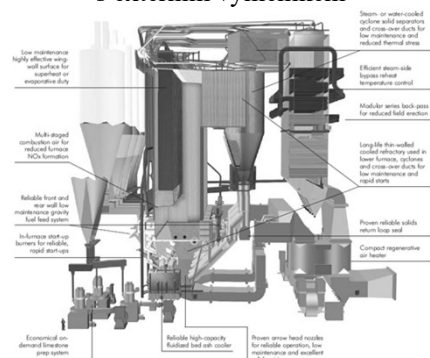 Steam- or water-cooled
cyclone solid separators
and cross-over ducts for
low maintenance and
reduced thermal stress
Low maintenance
highly effective wing-
wall surface for
superheat or
evaporative duty
Efficient steam-side
bypass reheat
temperature control
Modular series back-pass
for reduced field erection
Multi-staged
combustion air for
reduced furnace
NOx formation
Long-life thin-walled
cooled refractory used in
lower furnace, cyclones
and cross-over ducts for
low maintenance and
rapid starts
Reliable front and
rear wall low
maintenance gravity
fuel feed system
In-furnace start-up
burners for reliable,
rapid start-ups
Proven reliable solids
return loop seal
Compact regenerative
air heater
Economical on-
demand limestone
prep system
Reliable high-capacity
fluidized bed ash cooler
Proven arrow head nozzles
for reliable operation, low
maintenance and excellent